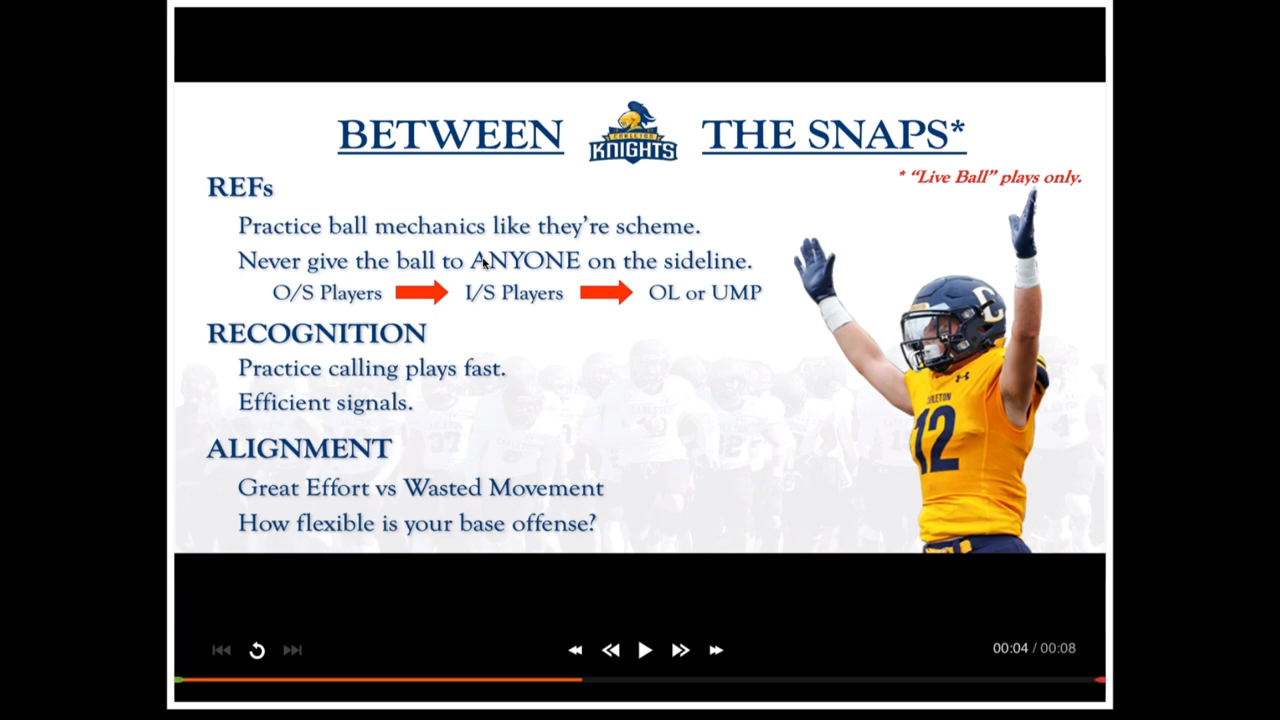 BETWEEN
CARLETON
KNIGHTS
THE SNAPS*
* “Live Ball” plays only.
REFs
Practice ball mechanics like they’re scheme.
Never give the ball to ANYONE on the sideline.
O/S Players I/S Players OL or UMP
RECOGNITION
Practice calling plays fast.
Efficient signals.
ALIGNMENT
Great Effort vs Wasted Movement
How flexible is your base offense?
C
12
00:04 / 00:08